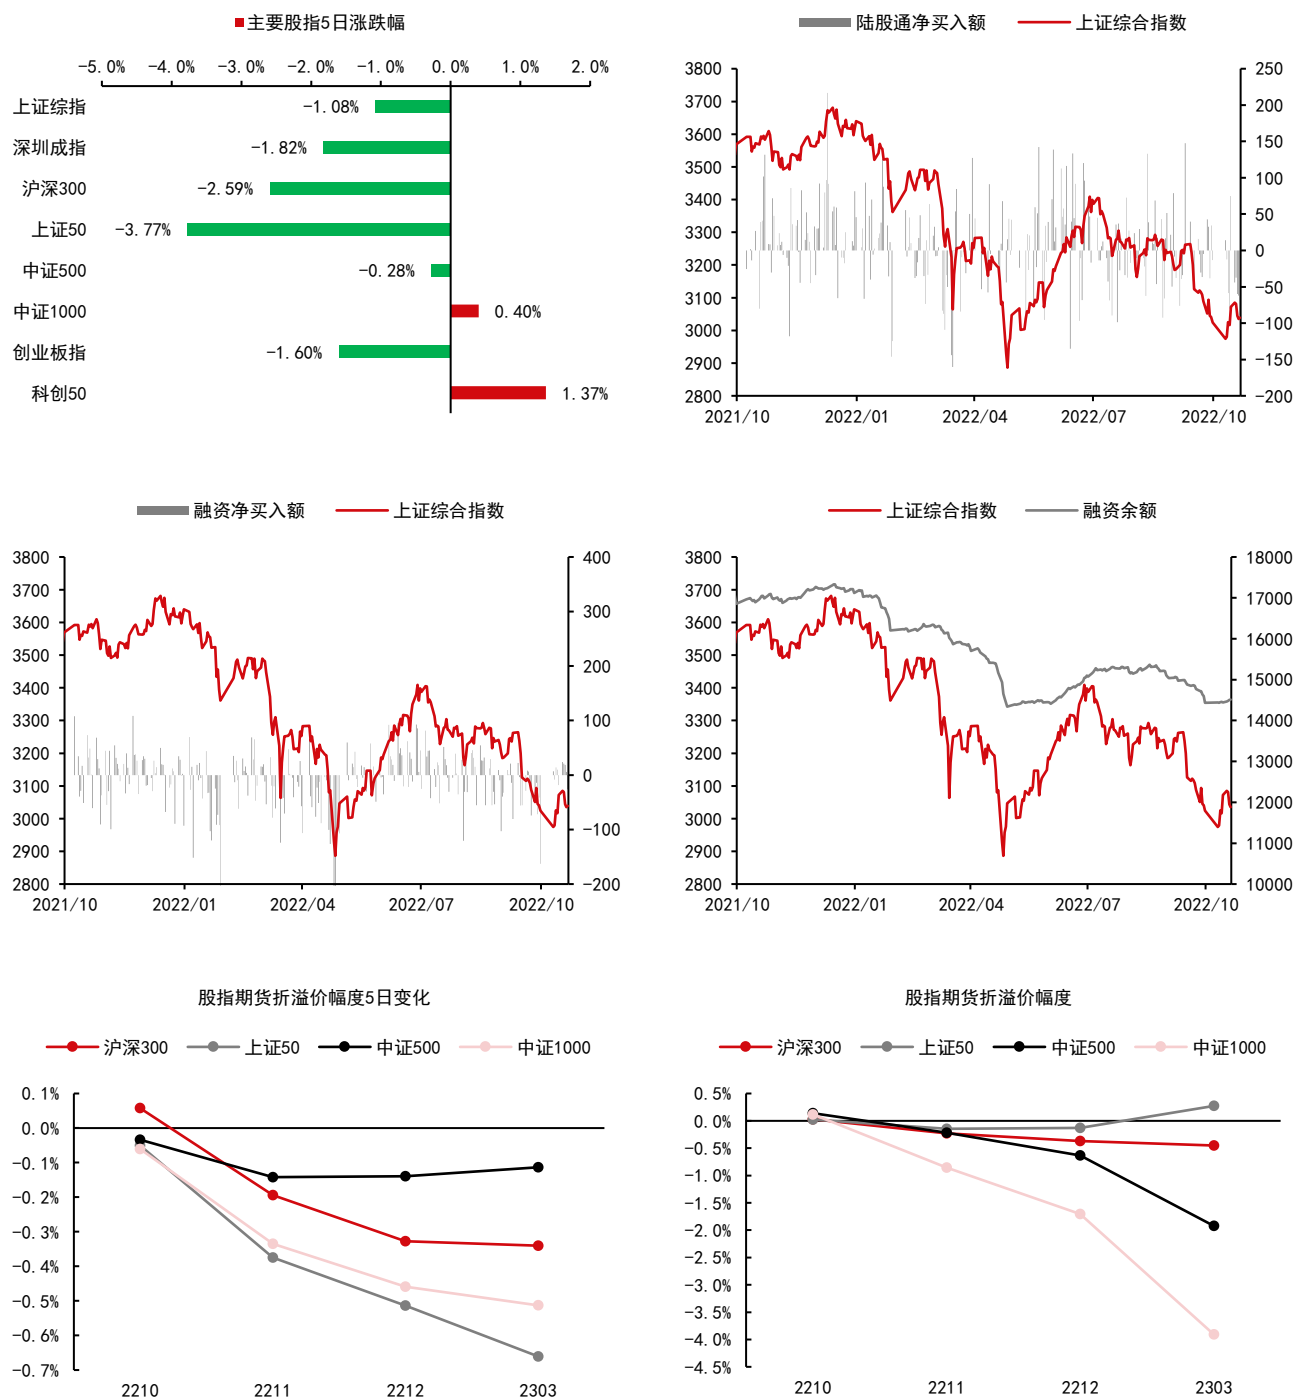 主要股指5日涨跌幅
-5.0% -4.0% -3.0% -2.0% -1.0% 0.0% 1.0% 2.0%
上证综指 -1.08%
深圳成指 -1.82%
沪深300 -2.59%
上证50 -3.77%
中证500 -0.28%
中证1000 0.40%
创业板指 -1.60%
科创50 1.37%
陆股通净买入额 上证综合指数
3800 250
3700 200
3600 150
3500 100
3400 50
3300 0
3200 -50
3100 -100
3000 -150
2900 -200
2800
2021/10 2022/01 2022/04 2022/07 2022/10
融资净买入额 上证综合指数
3800 400
3700 300
3600 200
3500 100
3400 0
3300 -100
3200 -200
3100
3000
2900
2800
2021/10 2022/01 2022/04 2022/07 2022/10
上证综合指数 融资余额
3800 18000
3700 17000
3600 16000
3500 15000
3400 14000
3300 13000
3200 12000
3100 11000
3000 10000
2900
2800
2021/10 2022/01 2022/04 2022/07 2022/10
股指期货折溢价幅度5日变化
沪深300 上证50 中证500 中证1000
0.1%
0.0%
-0.1%
-0.2%
-0.3%
-0.4%
-0.5%
-0.6%
-0.7%
2210 2211 2212 2303
股指期货折溢价幅度
沪深300 上证50 中证500 中证1000
0.5%
0.0%
-0.5%
-1.0%
-1.5%
-2.0%
-2.5%
-3.0%
-3.5%
-4.0%
-4.5%
2210 2211 2212 2303